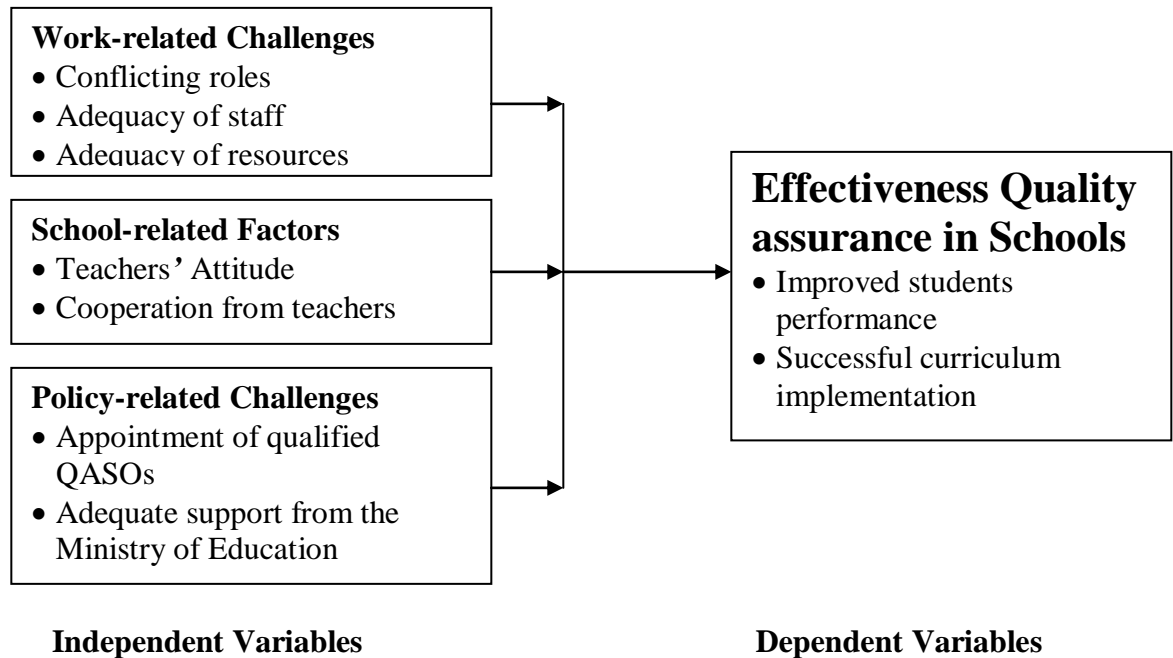 Work-related Challenges
• Conflicting roles
• Adequacy of staff
• Adequacy of resources
School-related Factors
• Teachers’ Attitude
• Cooperation from teachers
Policy-related Challenges
• Appointment of qualified
QASOs
• Adequate support from the
Ministry of Education
Effectiveness Quality
assurance in Schools
• Improved students
performance
• Successful curriculum
implementation
Independent Variables
Dependent Variables